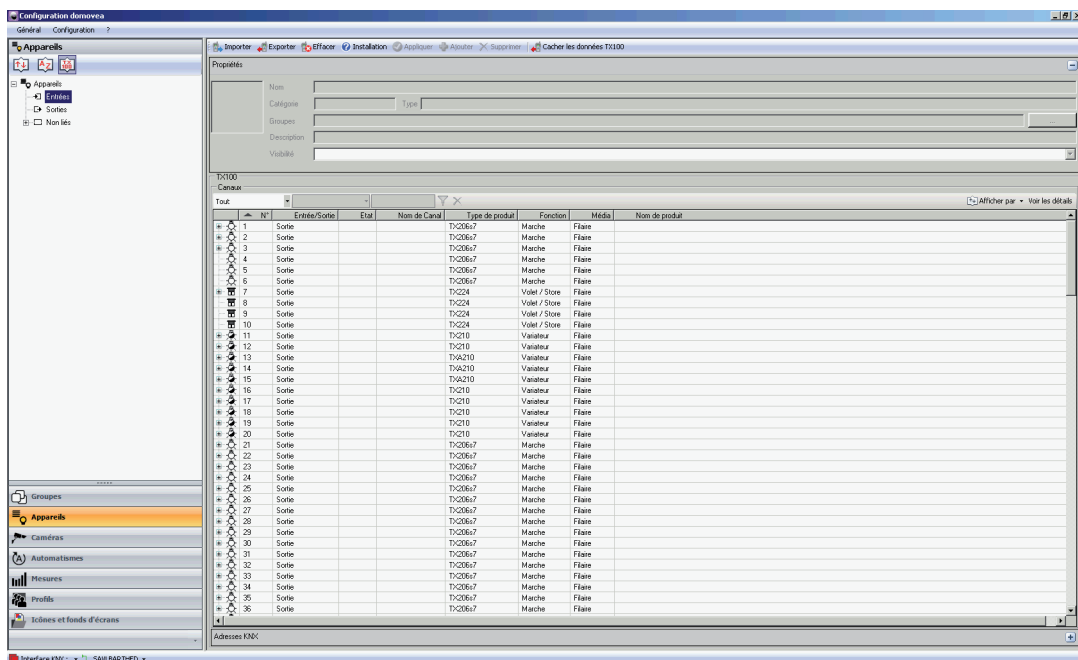 Configuration domovea
Général Configuration ?
Appareils
Importer Exporter Effacer Installation Appliquer Ajouter Supprimer Cacher les données TX100
Propriétés
Appareils
Entrées
Sorties
Non liés
Nom
Catégorie Type
Groupes ...
Description
Visibilité
TX100
Canaux
Tout Afficher par Voir les détails
N° Entrée/Sortie Etat Nom de Canal Type de produit Fonction Média Nom de produit
1 Sortie TX206s7 Marche Filaire
2 Sortie TX206s7 Marche Filaire
3 Sortie TX206s7 Marche Filaire
4 Sortie TX206s7 Marche Filaire
5 Sortie TX206s7 Marche Filaire
6 Sortie TX206s7 Marche Filaire
7 Sortie TX224 Volet / Store Filaire
8 Sortie TX224 Volet / Store Filaire
9 Sortie TX224 Volet / Store Filaire
10 Sortie TX224 Volet / Store Filaire
11 Sortie TX210 Variateur Filaire
12 Sortie TX210 Variateur Filaire
13 Sortie TXA210 Variateur Filaire
14 Sortie TXA210 Variateur Filaire
15 Sortie TXA210 Variateur Filaire
16 Sortie TX210 Variateur Filaire
17 Sortie TX210 Variateur Filaire
18 Sortie TX210 Variateur Filaire
19 Sortie TX210 Variateur Filaire
20 Sortie TX210 Variateur Filaire
21 Sortie TX206s7 Marche Filaire
22 Sortie TX206s7 Marche Filaire
23 Sortie TX206s7 Marche Filaire
24 Sortie TX206s7 Marche Filaire
25 Sortie TX206s7 Marche Filaire
26 Sortie TX206s7 Marche Filaire
27 Sortie TX206s7 Marche Filaire
28 Sortie TX206s7 Marche Filaire
29 Sortie TX206s7 Marche Filaire
30 Sortie TX206s7 Marche Filaire
31 Sortie TX206s7 Marche Filaire
32 Sortie TX206s7 Marche Filaire
33 Sortie TX206s7 Marche Filaire
34 Sortie TX206s7 Marche Filaire
35 Sortie TX206s7 Marche Filaire
36 Sortie TX206s7 Marche Filaire
Groupes
Appareils
Caméras
Automatismes
Mesures
Profils
Icônes et fonds d'écrans
Adresses KNX
Interface KNX :